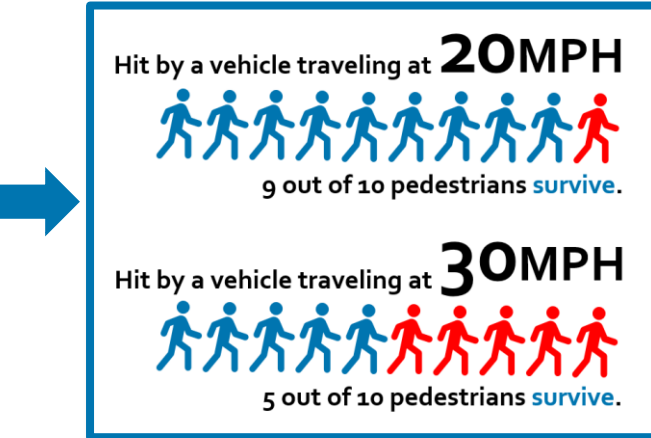 Hit by a vehicle traveling at 20MPH
9 out of 10 pedestrians survive.
Hit by a vehicle traveling at 30MPH
5 out of 10 pedestrians survive.